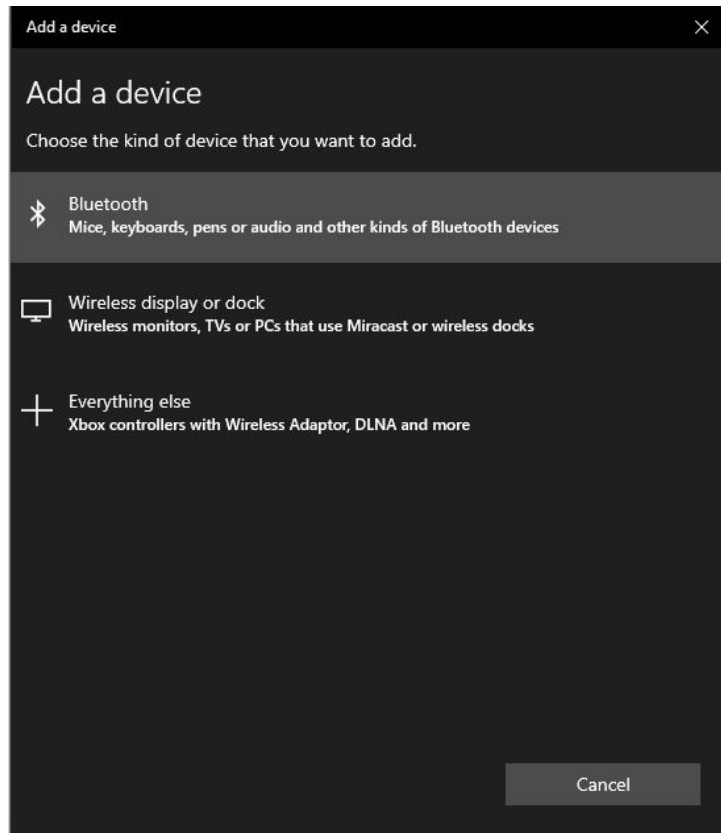 Add a device
Add a device
Choose the kind of device that you want to add.
Bluetooth
Mice, keyboards, pens or audio and other kinds of Bluetooth devices
Wireless display or dock
Wireless monitors, TVs or PCs that use Miracast or wireless docks
Everything else
Xbox controllers with Wireless Adaptor, DLNA and more
Cancel